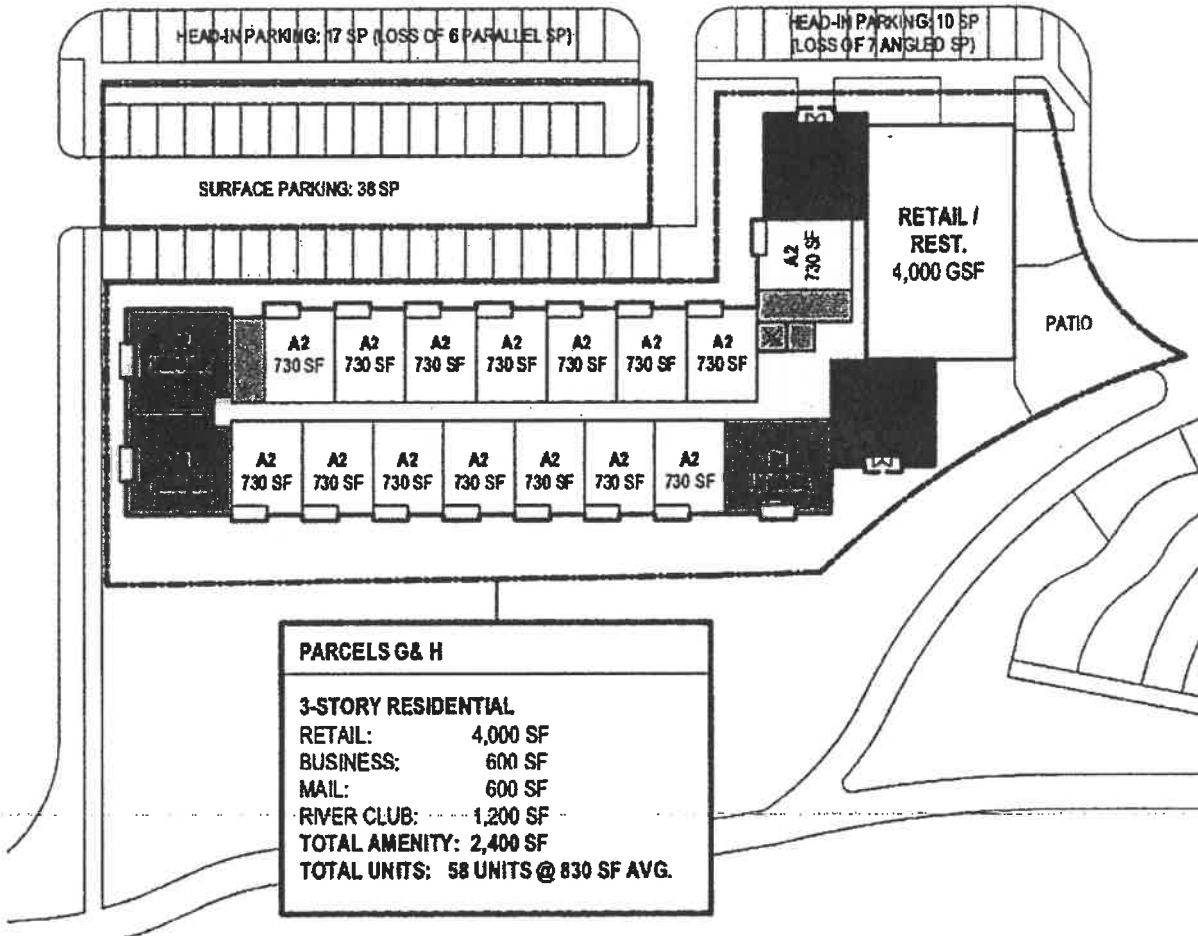 HEAD-IN PARKING: 17 SP (LOSS OF 6 PARALLEL SP)
HEAD-IN PARKING: 10 SP
(LOSS OF 7 ANGLED SP)
SURFACE PARKING: 38 SP
RETAIL /
REST.
4,000 GSF
A2
730 SF
PATIO
A2
730 SF
A2
730 SF
A2
730 SF
A2
730 SF
A2
730 SF
A2
730 SF
A2
730 SF
A2
730 SF
A2
730 SF
A2
730 SF
A2
730 SF
A2
730 SF
A2
730 SF
A2
730 SF
PARCELS G& H
3-STORY RESIDENTIAL
RETAIL: 4,000 SF
BUSINESS: 600 SF
MAIL: 600 SF
RIVER CLUB: 1,200 SF
TOTAL AMENITY: 2,400 SF
TOTAL UNITS: 58 UNITS @ 830 SF AVG.